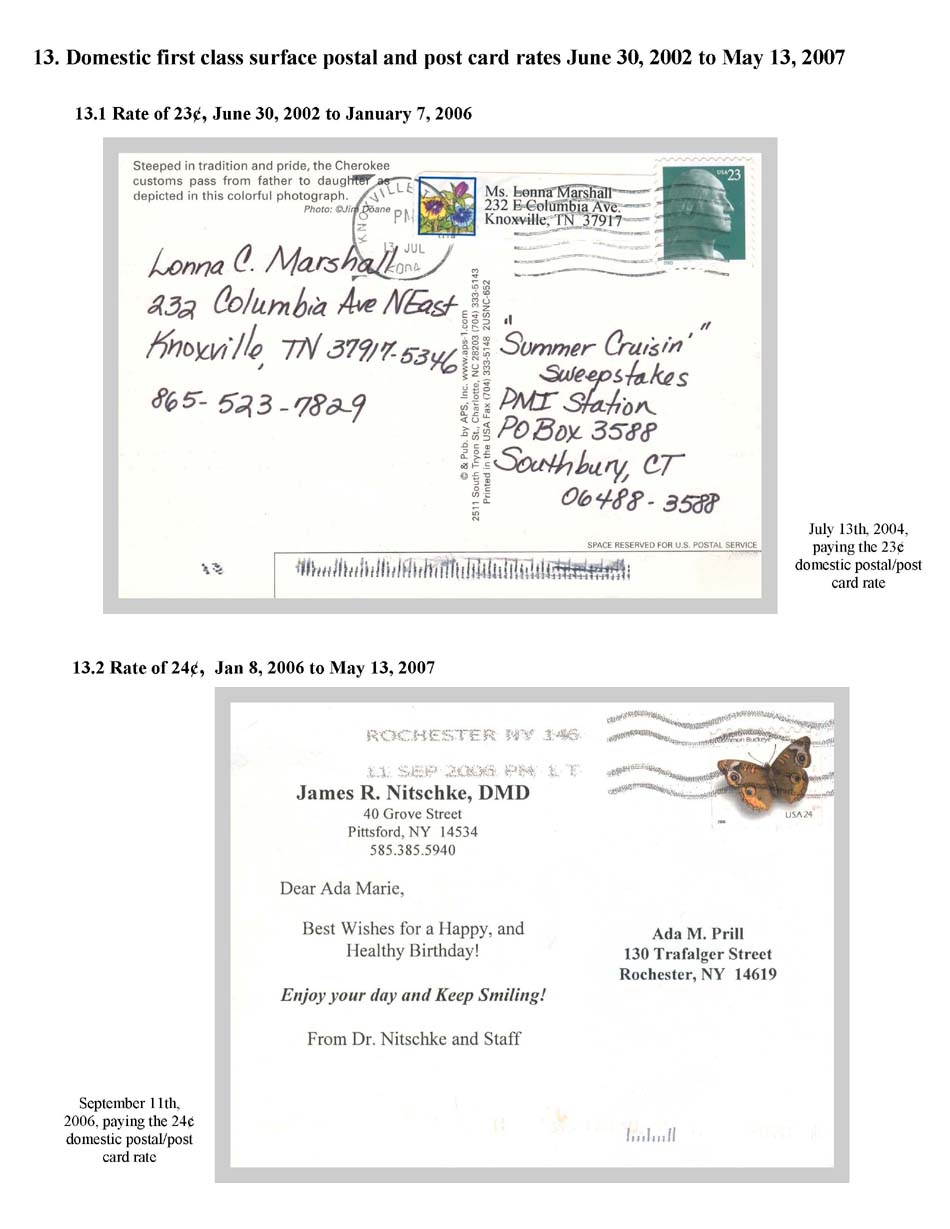 13. Domestic first class surface postal and post card rates June 30, 2002 to May 13, 2007
13.1 Rate of 23¢, June 30, 2002 to January 7, 2006
Steeped in tradition and pride, the Cherokee
customs pass from father to daughter as
depicted in this colorful photograph.
Photo: ©Jim Doane
KNOXVILLE T
PM
13 JUL
2004
Ms. Lonna Marshall
232 E Columbia Ave.
Knoxville, TN 37917
USA 23
Lonna C. Marshall
232 Columbia Ave NEast
Knoxville, TN 37917-5346
865-523-7829
© & Pub. by APS, Inc. www.aps-1.com
2511 South Tryon St., Charlotte, NC 28203 (704) 333-5143
Printed in the USA Fax (704) 333-5148 2USNC-652
"Summer Cruisin'"
Sweepstakes
PMI Station
PO Box 3588
Southbury, CT
06488-3588
SPACE RESERVED FOR U.S. POSTAL SERVICE
July 13th, 2004,
paying the 23¢
domestic postal/post
card rate
13.2 Rate of 24¢, Jan 8, 2006 to May 13, 2007
ROCHESTER NY 146
11 SEP 2006 PM 1 T
Common Buckeye
USA 24
James R. Nitschke, DMD
40 Grove Street
Pittsford, NY 14534
585.385.5940
Dear Ada Marie,
Best Wishes for a Happy, and
Healthy Birthday!
Enjoy your day and Keep Smiling!
From Dr. Nitschke and Staff
Ada M. Prill
130 Trafalger Street
Rochester, NY 14619
September 11th,
2006, paying the 24¢
domestic postal/post
card rate